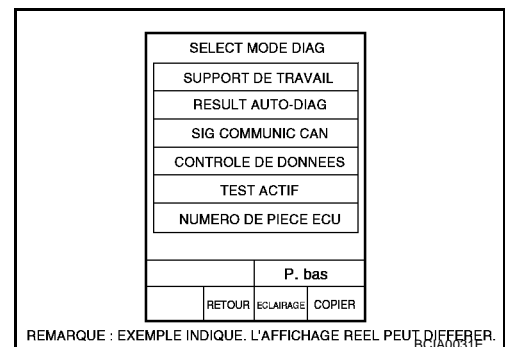 SELECT MODE DIAG
SUPPORT DE TRAVAIL
RESULT AUTO-DIAG
SIG COMMUNIC CAN
CONTROLE DE DONNEES
TEST ACTIF
NUMERO DE PIECE ECU
P. bas
RETOUR ECLAIRAGE COPIER
REMARQUE : EXEMPLE INDIQUE. L'AFFICHAGE REEL PEUT DIFFERER.
BCIA0031E